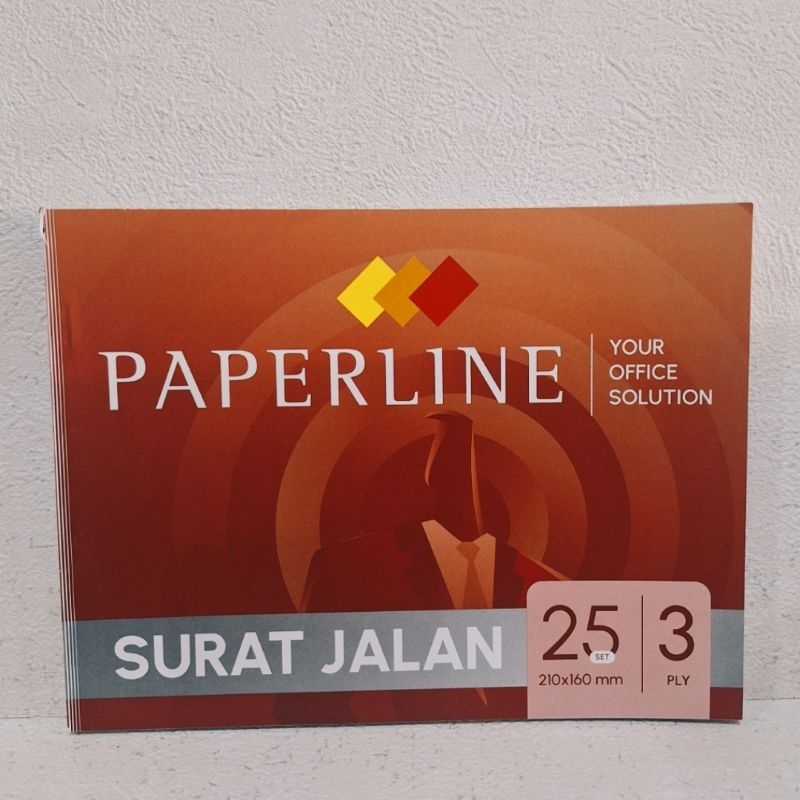 PAPERLINE
YOUR
OFFICE
SOLUTION
SURAT JALAN
25 SET
210x160 mm
3
PLY